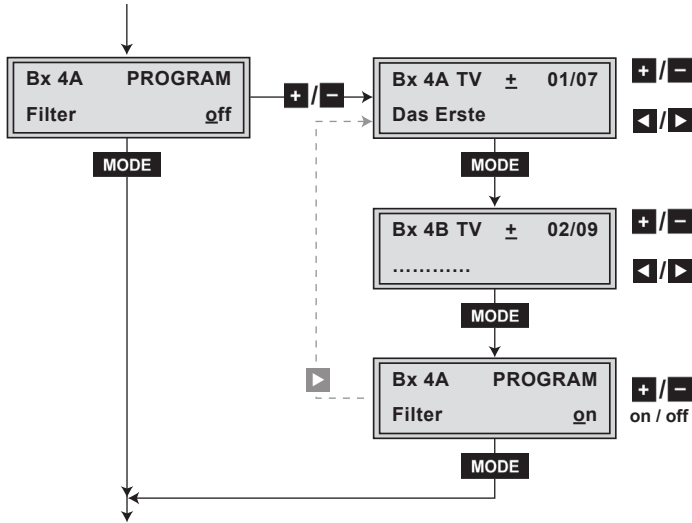 Bx 4A PROGRAM
Filter off
+/−
MODE
Bx 4A TV ± 01/07
Das Erste
+/−
◄/►
MODE
Bx 4B TV ± 02/09
............
+/−
◄/►
MODE
Bx 4A PROGRAM
Filter on
+/−
on / off
MODE